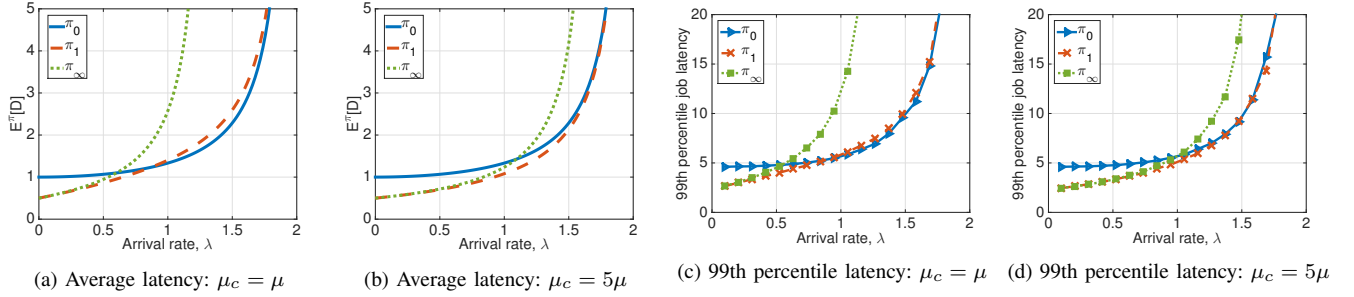 5
4
3
2
1
0
E^π[D]
π_0
π_1
π_∞
0 0.5 1 1.5 2
Arrival rate, λ
(a) Average latency: μ_c = μ
5
4
3
2
1
0
E^π[D]
π_0
π_1
π_∞
0 0.5 1 1.5 2
Arrival rate, λ
(b) Average latency: μ_c = 5μ
20
15
10
5
0
99th percentile job latency
π_0
π_1
π_∞
0 0.5 1 1.5 2
Arrival rate, λ
(c) 99th percentile latency: μ_c = μ
20
15
10
5
0
99th percentile job latency
π_0
π_1
π_∞
0 0.5 1 1.5 2
Arrival rate, λ
(d) 99th percentile latency: μ_c = 5μ